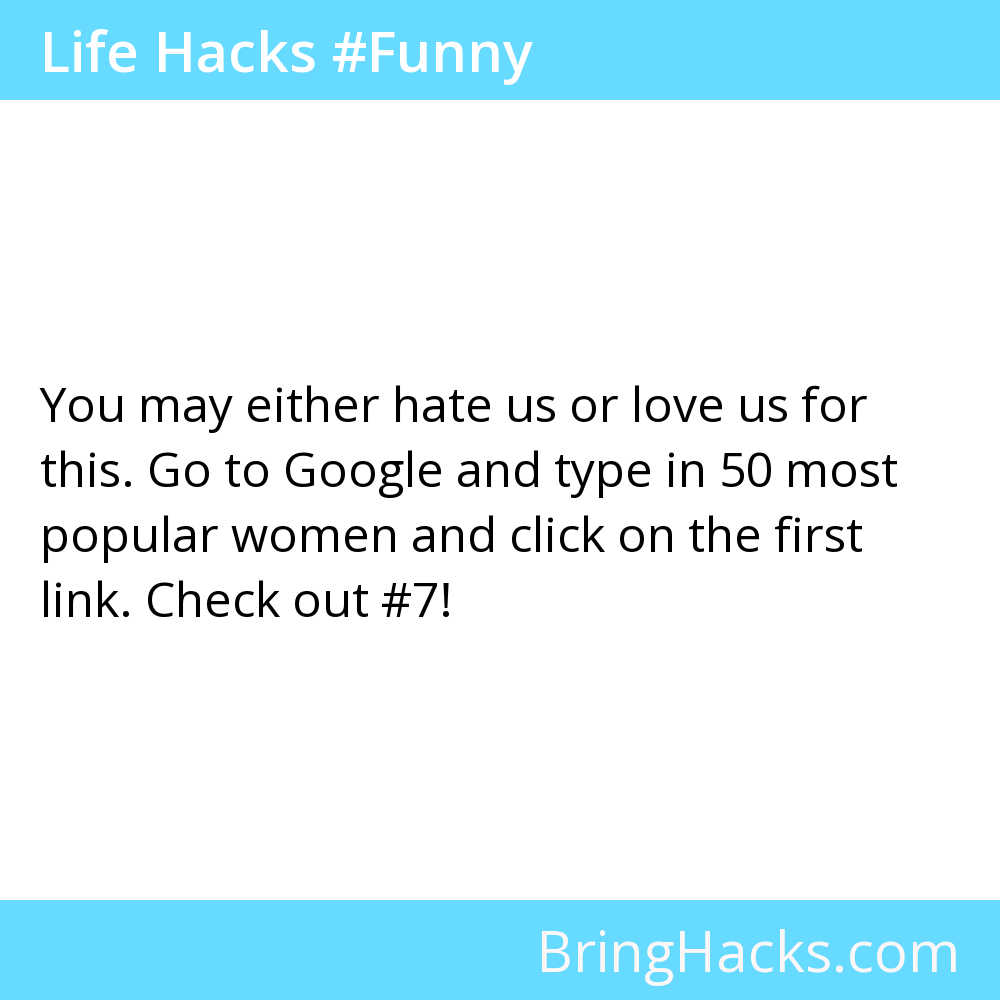 Life Hacks #Funny
You may either hate us or love us for
this. Go to Google and type in 50 most
popular women and click on the first
link. Check out #7!
BringHacks.com